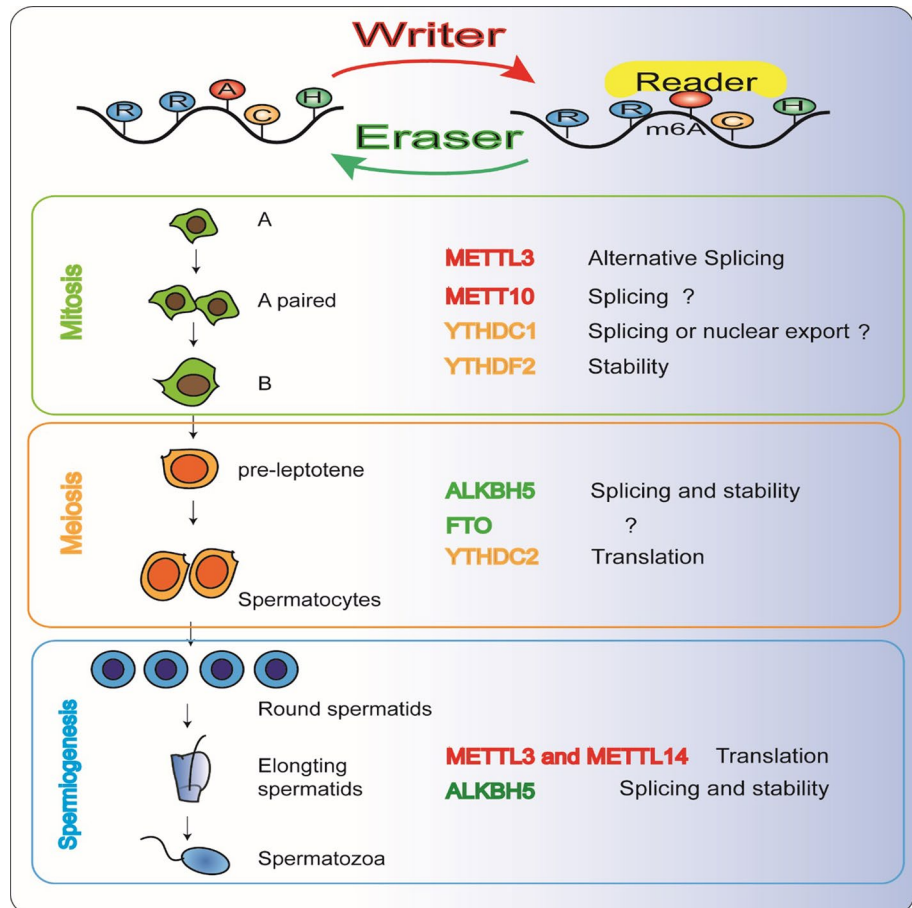 Writer
R R A C H
Reader
R R m6A C H
Eraser
Mitosis
A
A paired
B
METTL3 Alternative Splicing
METT10 Splicing ?
YTHDC1 Splicing or nuclear export ?
YTHDF2 Stability
Meiosis
pre-leptotene
Spermatocytes
ALKBH5 Splicing and stability
FTO ?
YTHDC2 Translation
Spermiogenesis
Round spermatids
Elongting
spermatids
Spermatozoa
METTL3 and METTL14 Translation
ALKBH5 Splicing and stability